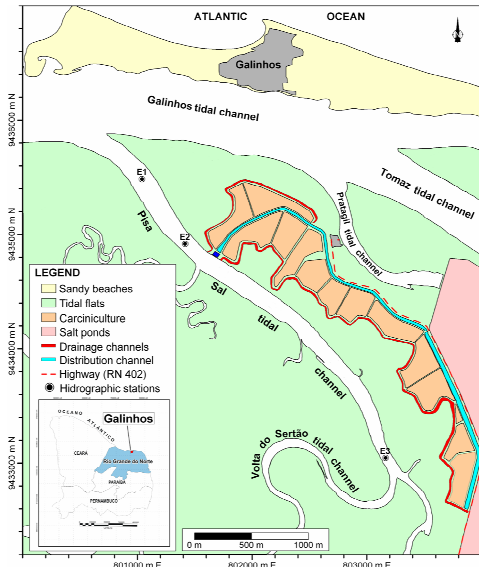 ATLANTIC OCEAN
Galinhos
Galinhos tidal channel
Tomaz tidal channel
Pratagil tidal channel
E1
E2
Pisa Sal tidal channel
Volta do Sertão tidal channel
E3
9436000 m N
9435000 m N
9434000 m N
9433000 m N
LEGEND
Sandy beaches
Tidal flats
Carciniculture
Salt ponds
Drainage channels
Distribution channel
Highway (RN 402)
Hidrographic stations
Galinhos
OCEANO ATLANTICO
CEARA
Rio Grande do Norte
PARAIBA
PERNAMBUCO
0 m 500 m 1000 m
801000 m E 802000 m E 803000 m E